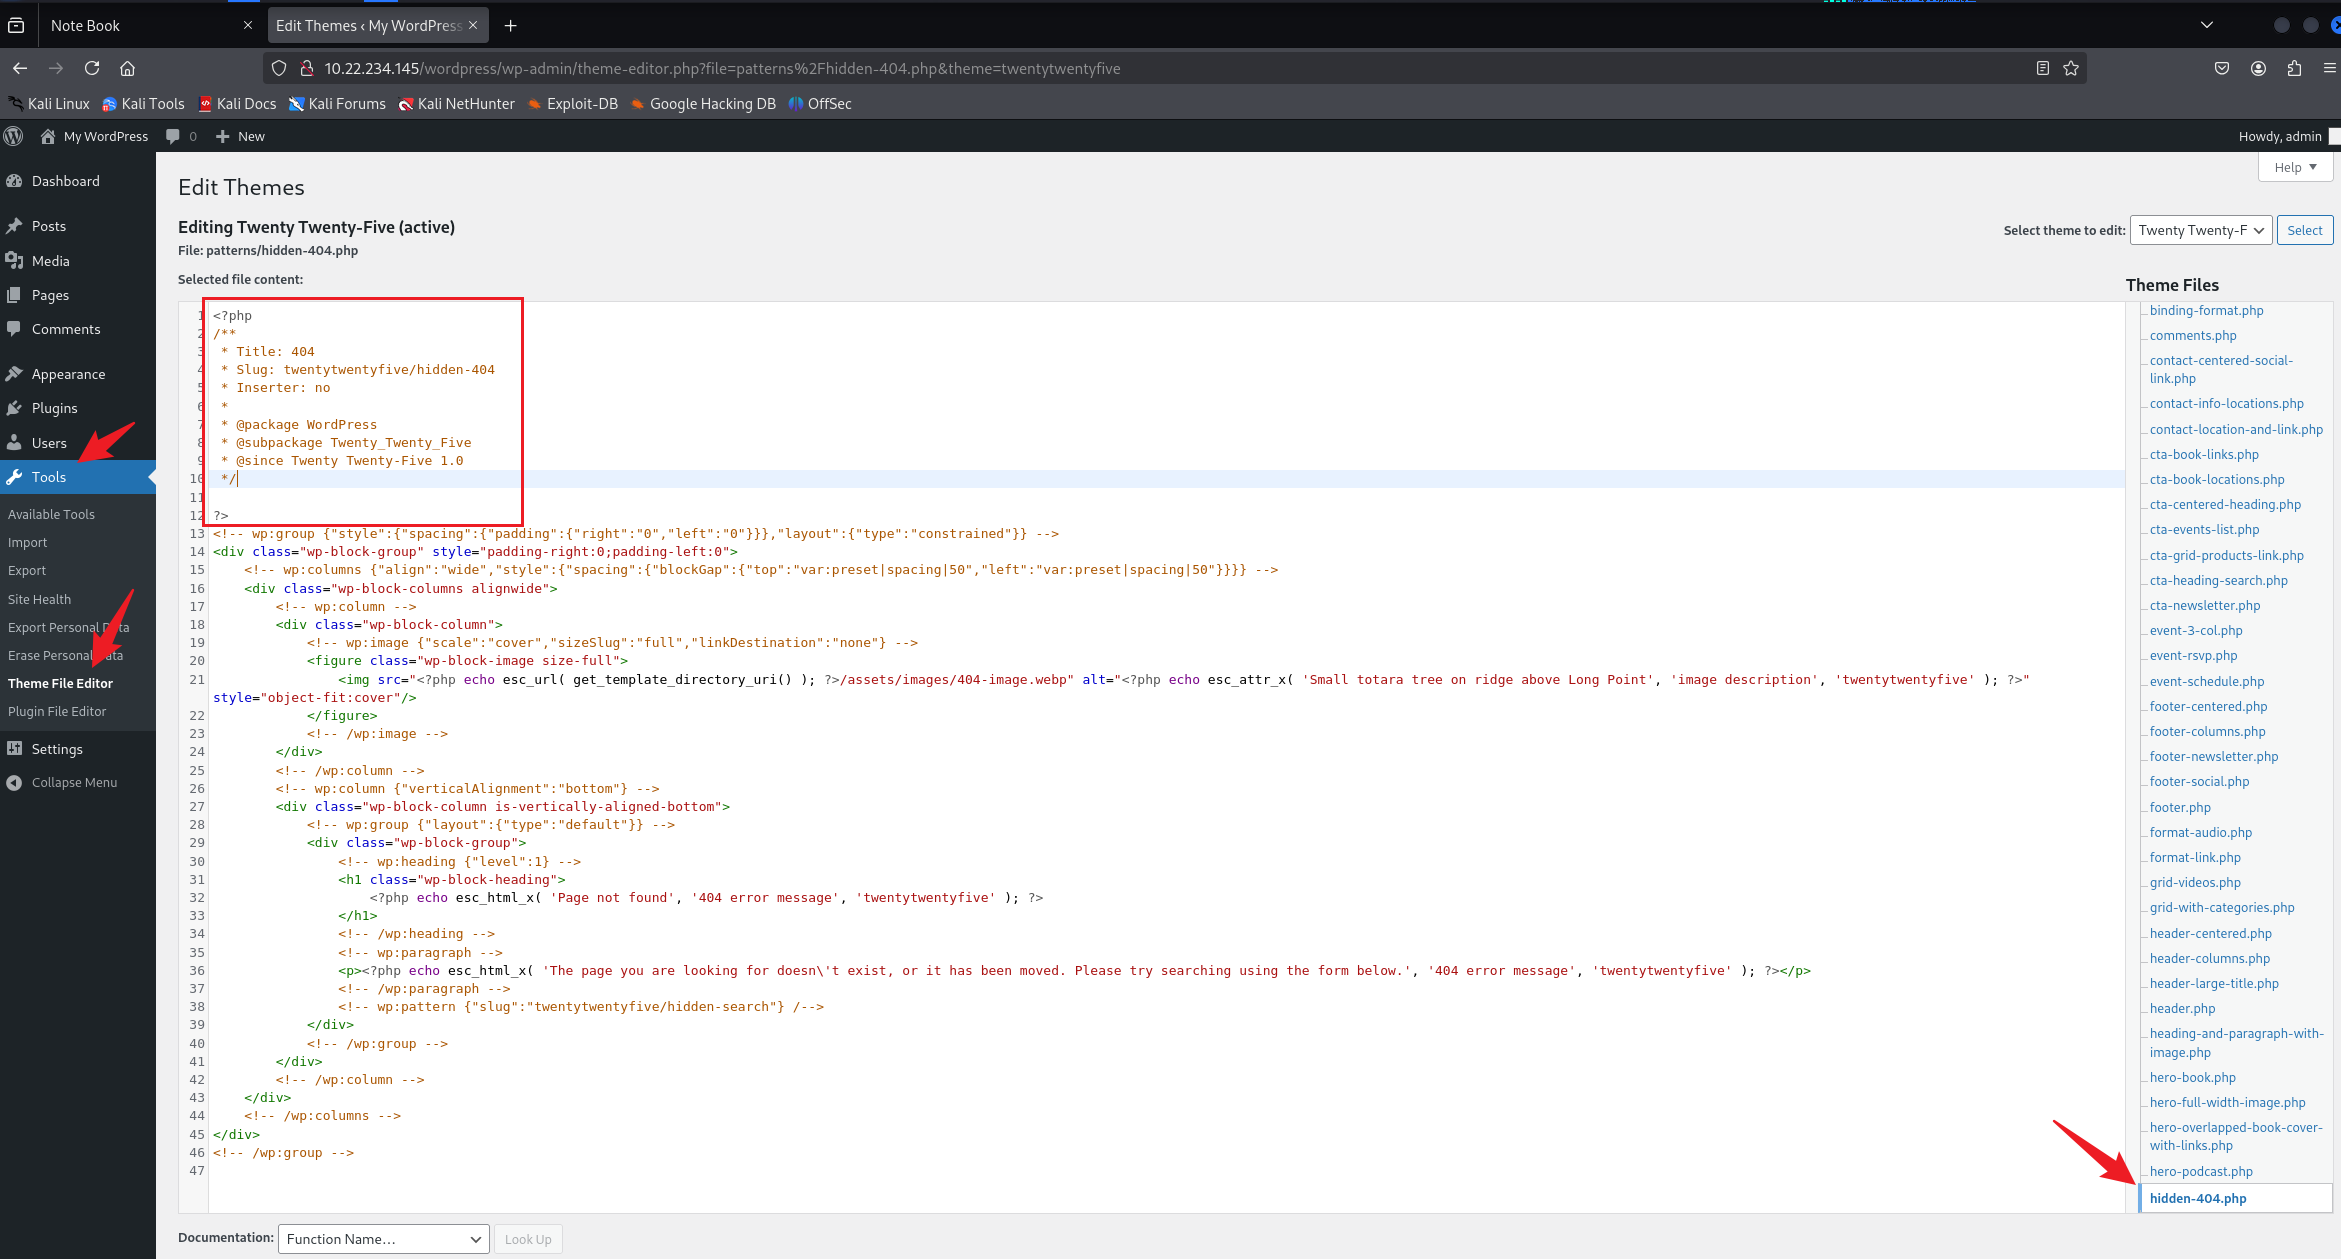 Note Book
Edit Themes ‹ My WordPress
10.22.234.145/wordpress/wp-admin/theme-editor.php?file=patterns%2Fhidden-404.php&theme=twentytwentyfive
Kali Linux Kali Tools Kali Docs Kali Forums Kali NetHunter Exploit-DB Google Hacking DB OffSec
My WordPress 0 New Howdy, admin
Help
Dashboard
Posts
Media
Pages
Comments
Appearance
Plugins
Users
Tools
Available Tools
Import
Export
Site Health
Export Personal Data
Erase Personal Data
Theme File Editor
Plugin File Editor
Settings
Collapse Menu
Edit Themes
Editing Twenty Twenty-Five (active)
File: patterns/hidden-404.php
Select theme to edit: Twenty Twenty-F Select
Selected file content:
1 <?php
2 /**
3  * Title: 404
4  * Slug: twentytwentyfive/hidden-404
5  * Inserter: no
6  *
7  * @package WordPress
8  * @subpackage Twenty_Twenty_Five
9  * @since Twenty Twenty-Five 1.0
10  */
11
12 ?>
13 <!-- wp:group {"style":{"spacing":{"padding":{"right":"0","left":"0"}}},"layout":{"type":"constrained"}} -->
14 <div class="wp-block-group" style="padding-right:0;padding-left:0">
15     <!-- wp:columns {"align":"wide","style":{"spacing":{"blockGap":{"top":"var:preset|spacing|50","left":"var:preset|spacing|50"}}}} -->
16     <div class="wp-block-columns alignwide">
17         <!-- wp:column -->
18         <div class="wp-block-column">
19             <!-- wp:image {"scale":"cover","sizeSlug":"full","linkDestination":"none"} -->
20             <figure class="wp-block-image size-full">
21                 <img src="<?php echo esc_url( get_template_directory_uri() ); ?>/assets/images/404-image.webp" alt="<?php echo esc_attr_x( 'Small totara tree on ridge above Long Point', 'image description', 'twentytwentyfive' ); ?>"
style="object-fit:cover"/>
22             </figure>
23             <!-- /wp:image -->
24         </div>
25         <!-- /wp:column -->
26         <!-- wp:column {"verticalAlignment":"bottom"} -->
27         <div class="wp-block-column is-vertically-aligned-bottom">
28             <!-- wp:group {"layout":{"type":"default"}} -->
29             <div class="wp-block-group">
30                 <!-- wp:heading {"level":1} -->
31                 <h1 class="wp-block-heading">
32                     <?php echo esc_html_x( 'Page not found', '404 error message', 'twentytwentyfive' ); ?>
33                 </h1>
34                 <!-- /wp:heading -->
35                 <!-- wp:paragraph -->
36                 <p><?php echo esc_html_x( 'The page you are looking for doesn\'t exist, or it has been moved. Please try searching using the form below.', '404 error message', 'twentytwentyfive' ); ?></p>
37                 <!-- /wp:paragraph -->
38                 <!-- wp:pattern {"slug":"twentytwentyfive/hidden-search"} /-->
39             </div>
40             <!-- /wp:group -->
41         </div>
42         <!-- /wp:column -->
43     </div>
44     <!-- /wp:columns -->
45 </div>
46 <!-- /wp:group -->
47
Theme Files
binding-format.php
comments.php
contact-centered-social-
link.php
contact-info-locations.php
contact-location-and-link.php
cta-book-links.php
cta-book-locations.php
cta-centered-heading.php
cta-events-list.php
cta-grid-products-link.php
cta-heading-search.php
cta-newsletter.php
event-3-col.php
event-rsvp.php
event-schedule.php
footer-centered.php
footer-columns.php
footer-newsletter.php
footer-social.php
footer.php
format-audio.php
format-link.php
grid-videos.php
grid-with-categories.php
header-centered.php
header-columns.php
header-large-title.php
header.php
heading-and-paragraph-with-
image.php
hero-book.php
hero-full-width-image.php
hero-overlapped-book-cover-
with-links.php
hero-podcast.php
hidden-404.php
Documentation: Function Name... Look Up